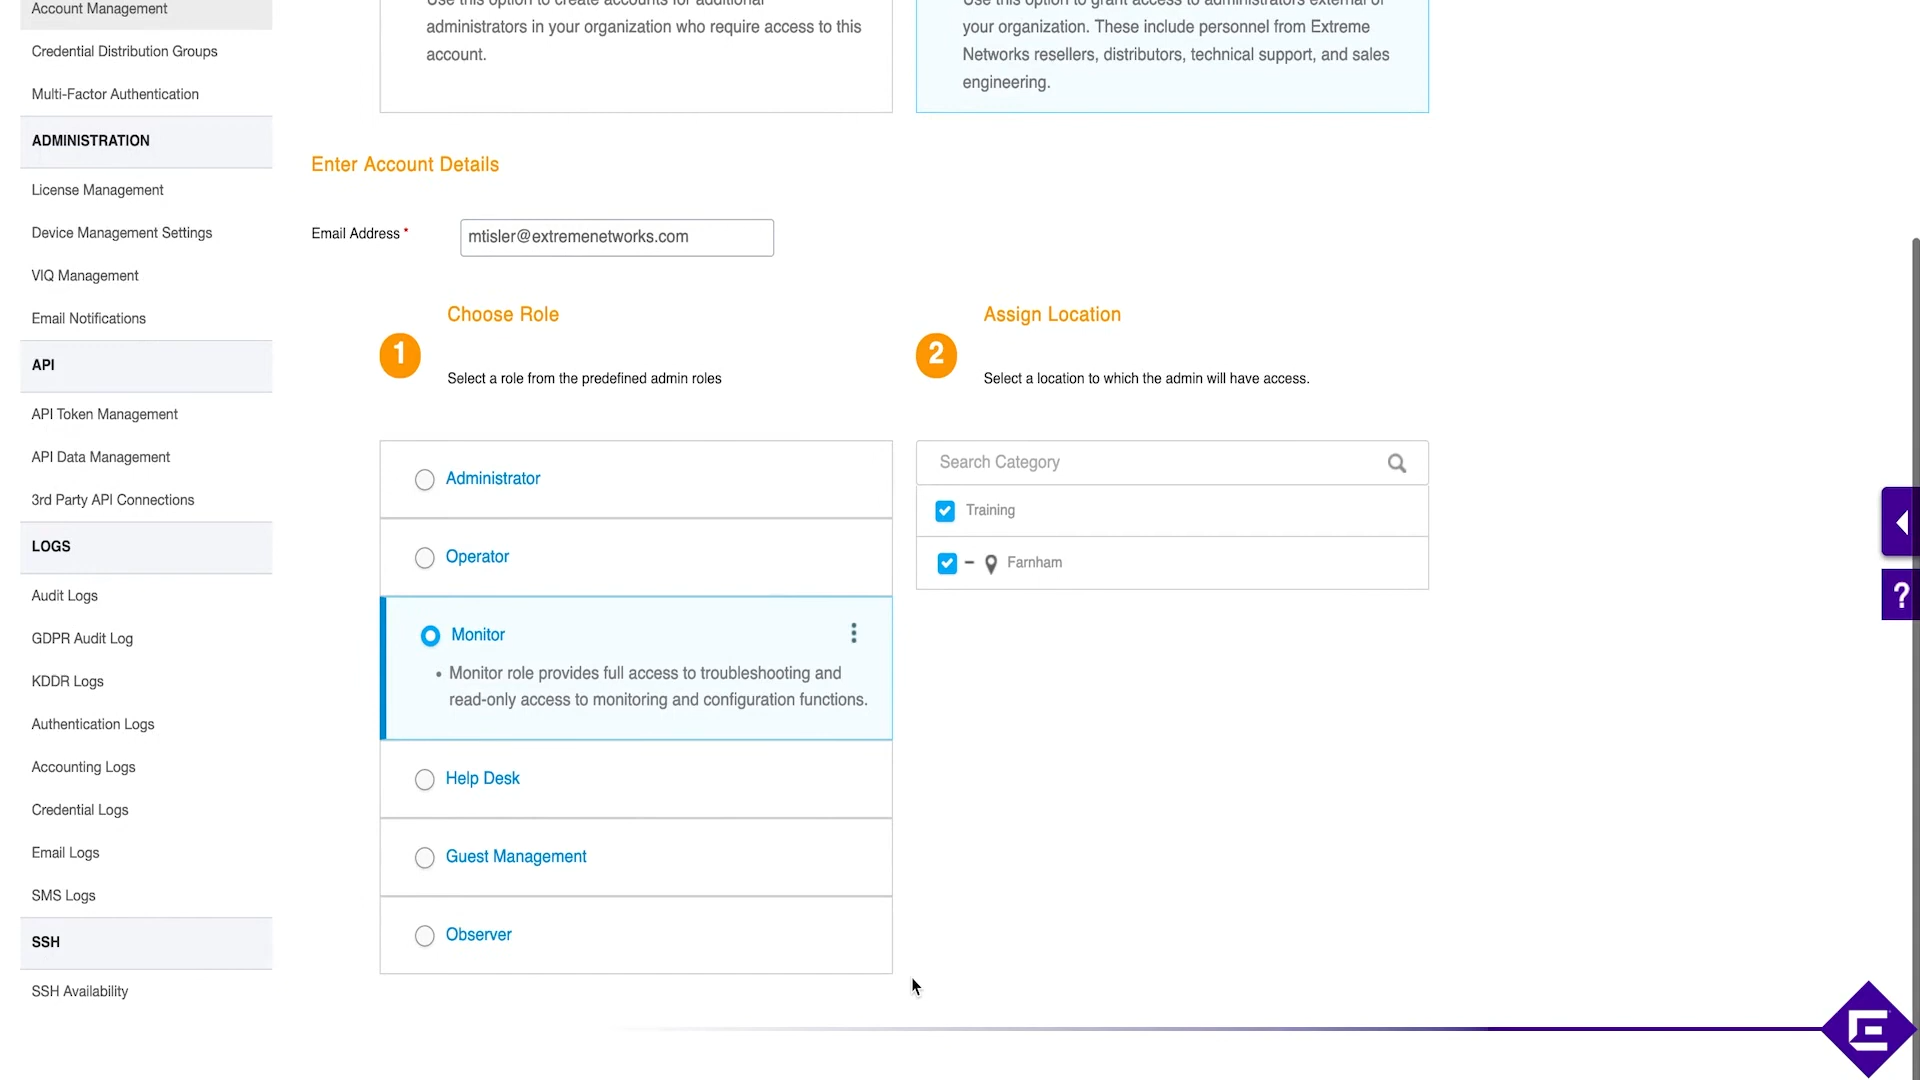 Account Management
Credential Distribution Groups
Multi-Factor Authentication
ADMINISTRATION
License Management
Device Management Settings
VIQ Management
Email Notifications
API
API Token Management
API Data Management
3rd Party API Connections
LOGS
Audit Logs
GDPR Audit Log
KDDR Logs
Authentication Logs
Accounting Logs
Credential Logs
Email Logs
SMS Logs
SSH
SSH Availability
Use this option to create accounts for additional
administrators in your organization who require access to this
account.
Use this option to grant access to administrators external of
your organization. These include personnel from Extreme
Networks resellers, distributors, technical support, and sales
engineering.
Enter Account Details
Email Address *
mtisler@extremenetworks.com
1
Choose Role
Select a role from the predefined admin roles
Administrator
Operator
Monitor
• Monitor role provides full access to troubleshooting and
read-only access to monitoring and configuration functions.
Help Desk
Guest Management
Observer
2
Assign Location
Select a location to which the admin will have access.
Search Category
Training
Farnham
?
E